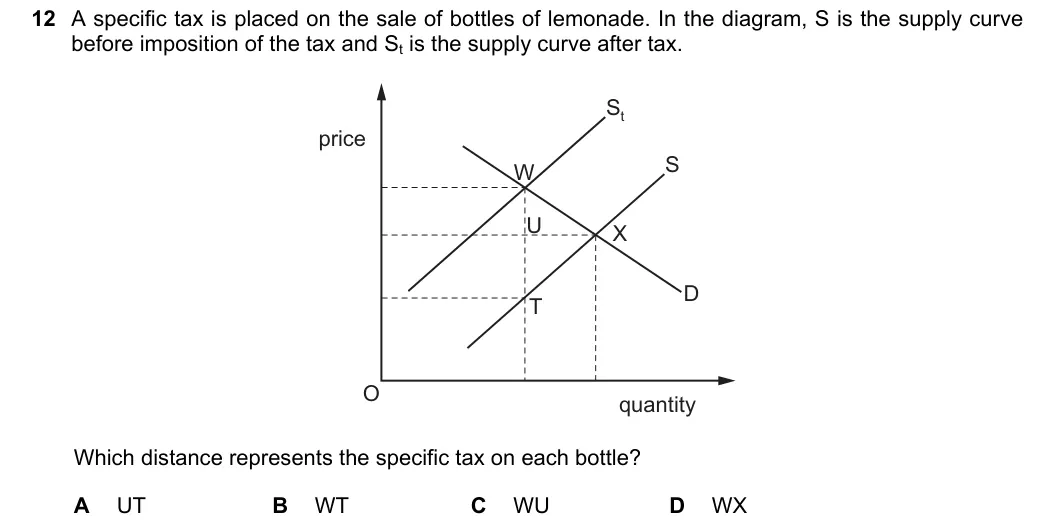 12 A specific tax is placed on the sale of bottles of lemonade. In the diagram, S is the supply curve
before imposition of the tax and St is the supply curve after tax.
St
price
S
W
U
X
D
T
O
quantity
Which distance represents the specific tax on each bottle?
A UT B WT C WU D WX